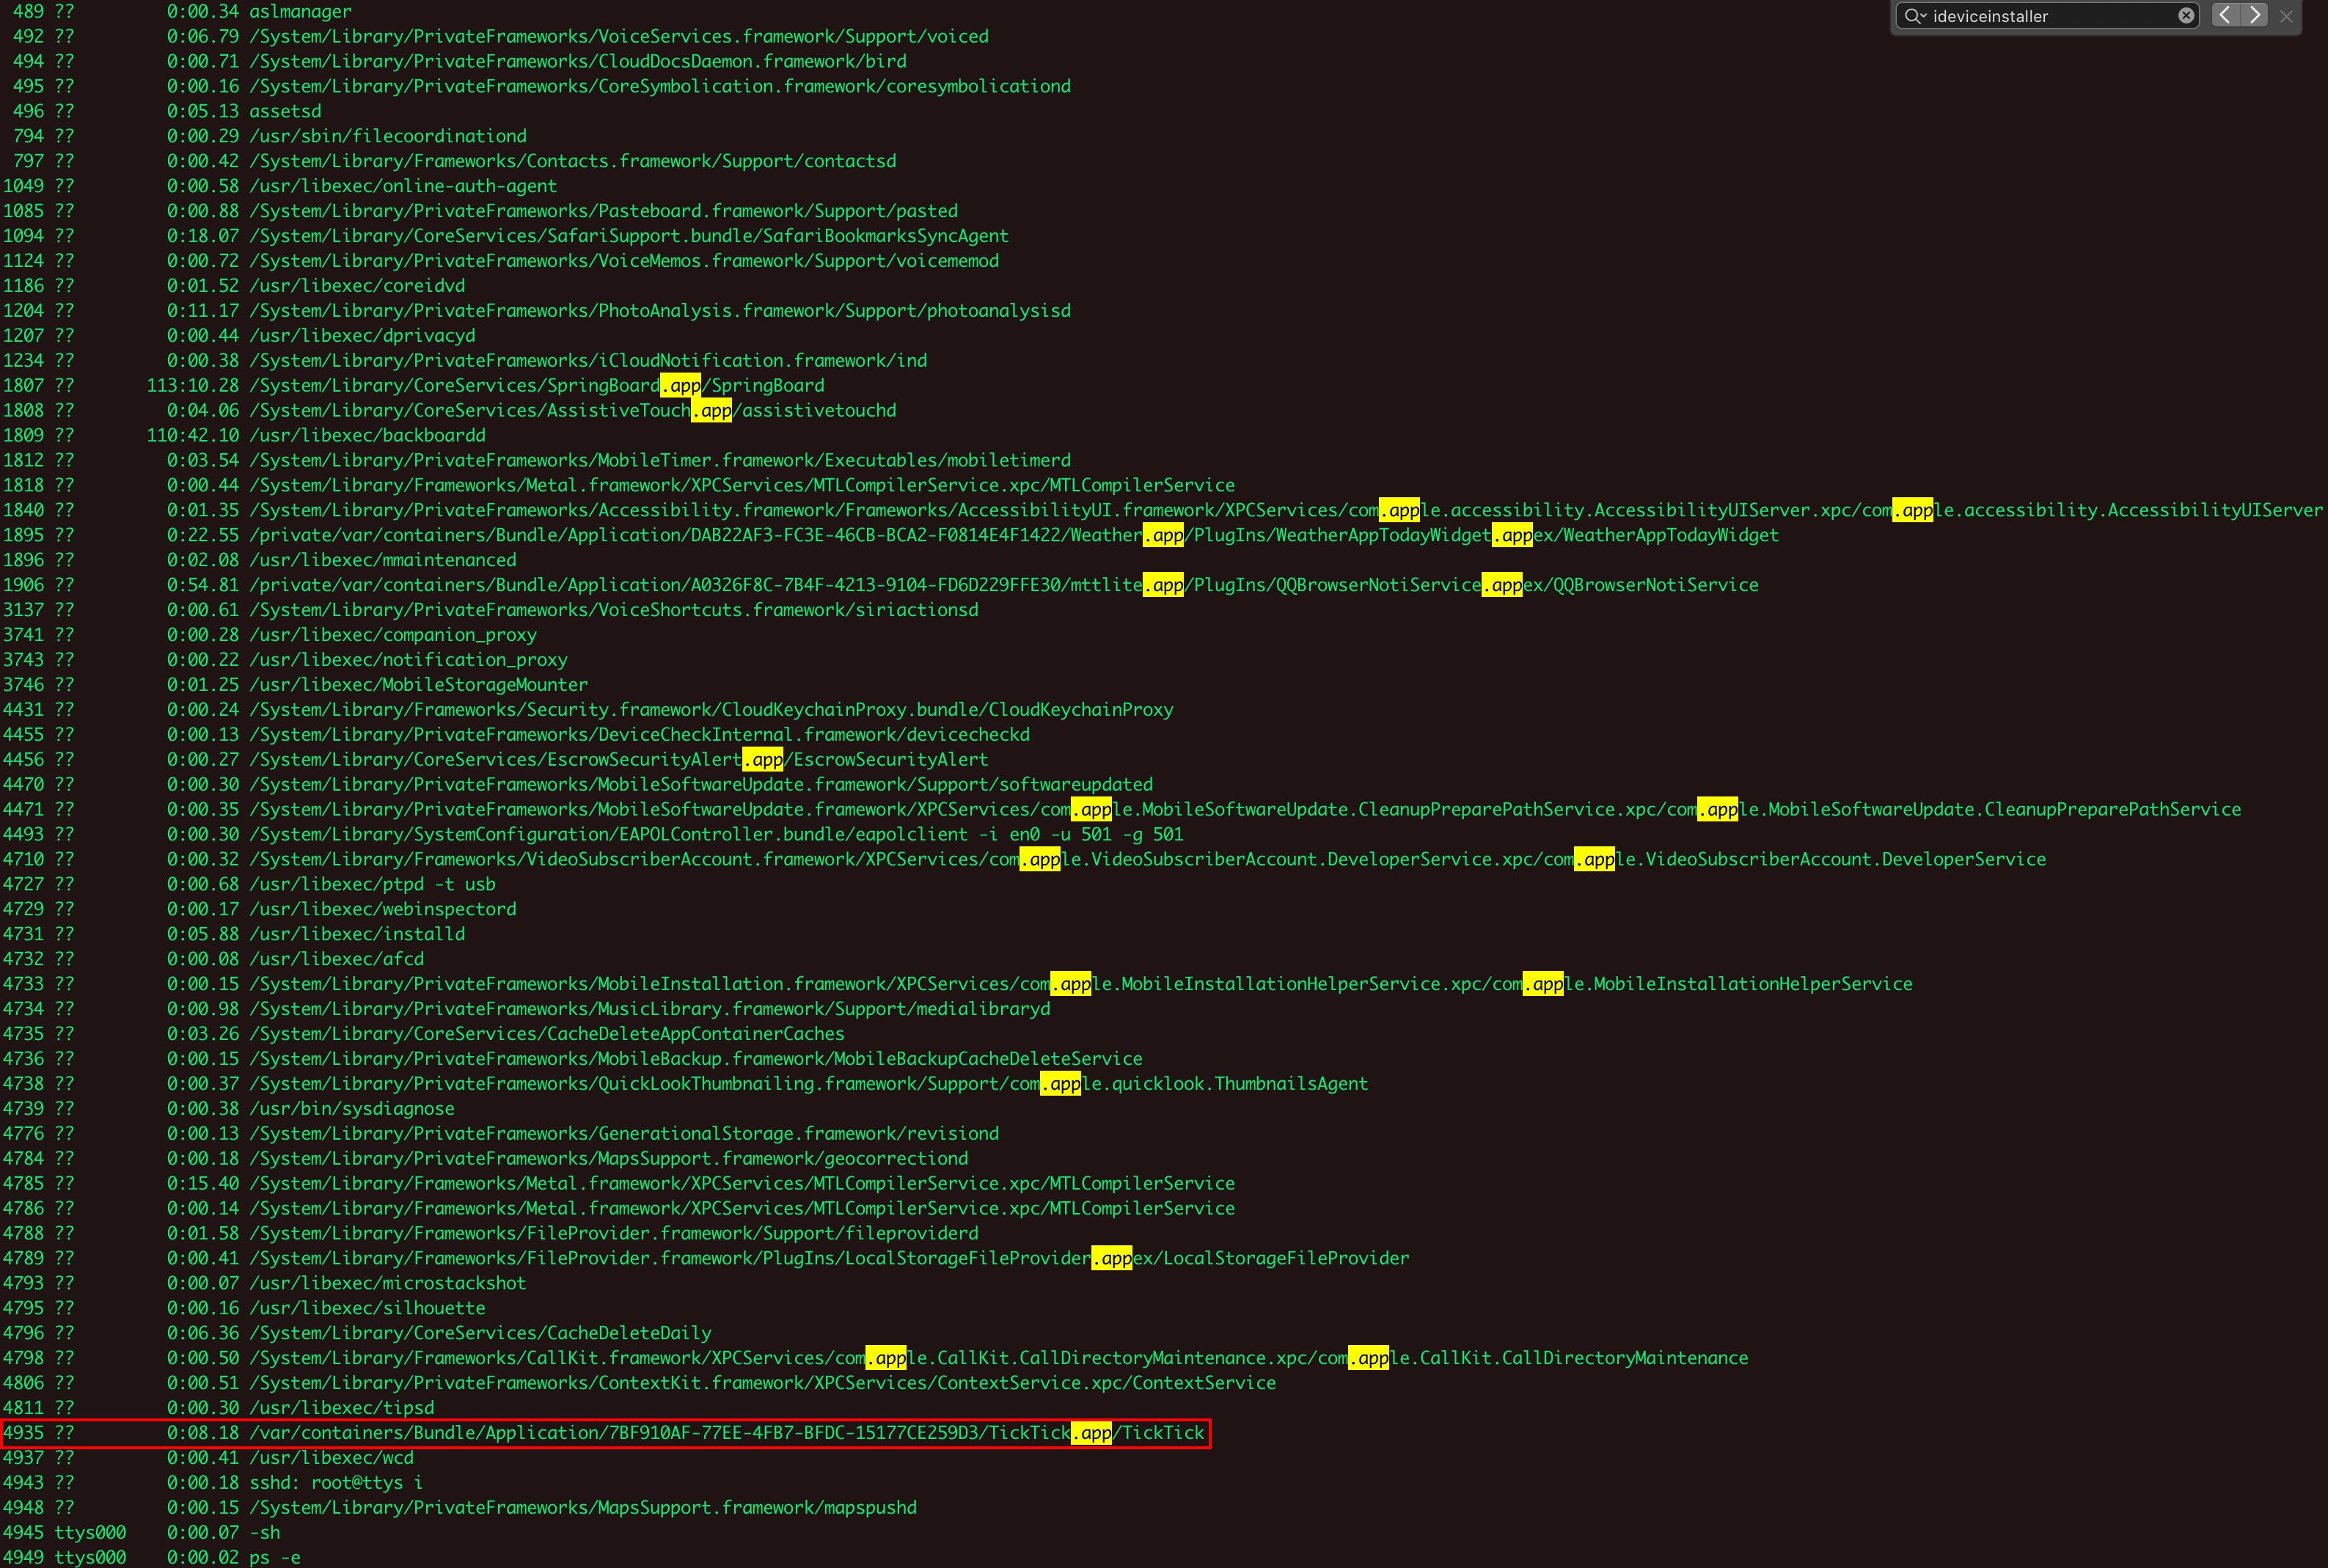 ideviceinstaller
489 ?? 0:00.34 aslmanager
492 ?? 0:06.79 /System/Library/PrivateFrameworks/VoiceServices.framework/Support/voiced
494 ?? 0:00.71 /System/Library/PrivateFrameworks/CloudDocsDaemon.framework/bird
495 ?? 0:00.16 /System/Library/PrivateFrameworks/CoreSymbolication.framework/coresymbolicationd
496 ?? 0:05.13 assetsd
794 ?? 0:00.29 /usr/sbin/filecoordinationd
797 ?? 0:00.42 /System/Library/Frameworks/Contacts.framework/Support/contactsd
1049 ?? 0:00.58 /usr/libexec/online-auth-agent
1085 ?? 0:00.88 /System/Library/PrivateFrameworks/Pasteboard.framework/Support/pasted
1094 ?? 0:18.07 /System/Library/CoreServices/SafariSupport.bundle/SafariBookmarksSyncAgent
1124 ?? 0:00.72 /System/Library/PrivateFrameworks/VoiceMemos.framework/Support/voicememod
1186 ?? 0:01.52 /usr/libexec/coreidvd
1204 ?? 0:11.17 /System/Library/PrivateFrameworks/PhotoAnalysis.framework/Support/photoanalysisd
1207 ?? 0:00.44 /usr/libexec/dprivacyd
1234 ?? 0:00.38 /System/Library/PrivateFrameworks/iCloudNotification.framework/ind
1807 ?? 113:10.28 /System/Library/CoreServices/SpringBoard.app/SpringBoard
1808 ?? 0:04.06 /System/Library/CoreServices/AssistiveTouch.app/assistivetouchd
1809 ?? 110:42.10 /usr/libexec/backboardd
1812 ?? 0:03.54 /System/Library/PrivateFrameworks/MobileTimer.framework/Executables/mobiletimerd
1818 ?? 0:00.44 /System/Library/Frameworks/Metal.framework/XPCServices/MTLCompilerService.xpc/MTLCompilerService
1840 ?? 0:01.35 /System/Library/PrivateFrameworks/Accessibility.framework/Frameworks/AccessibilityUI.framework/XPCServices/com.apple.accessibility.AccessibilityUIServer.xpc/com.apple.accessibility.AccessibilityUIServer
1895 ?? 0:22.55 /private/var/containers/Bundle/Application/DAB22AF3-FC3E-46CB-BCA2-F0814E4F1422/Weather.app/PlugIns/WeatherAppTodayWidget.appex/WeatherAppTodayWidget
1896 ?? 0:02.08 /usr/libexec/mmaintenanced
1906 ?? 0:54.81 /private/var/containers/Bundle/Application/A0326F8C-7B4F-4213-9104-FD6D229FFE30/mttlite.app/PlugIns/QQBrowserNotiService.appex/QQBrowserNotiService
3137 ?? 0:00.61 /System/Library/PrivateFrameworks/VoiceShortcuts.framework/siriactionsd
3741 ?? 0:00.28 /usr/libexec/companion_proxy
3743 ?? 0:00.22 /usr/libexec/notification_proxy
3746 ?? 0:01.25 /usr/libexec/MobileStorageMounter
4431 ?? 0:00.24 /System/Library/Frameworks/Security.framework/CloudKeychainProxy.bundle/CloudKeychainProxy
4455 ?? 0:00.13 /System/Library/PrivateFrameworks/DeviceCheckInternal.framework/devicecheckd
4456 ?? 0:00.27 /System/Library/CoreServices/EscrowSecurityAlert.app/EscrowSecurityAlert
4470 ?? 0:00.30 /System/Library/PrivateFrameworks/MobileSoftwareUpdate.framework/Support/softwareupdated
4471 ?? 0:00.35 /System/Library/PrivateFrameworks/MobileSoftwareUpdate.framework/XPCServices/com.apple.MobileSoftwareUpdate.CleanupPreparePathService.xpc/com.apple.MobileSoftwareUpdate.CleanupPreparePathService
4493 ?? 0:00.30 /System/Library/SystemConfiguration/EAPOLController.bundle/eapolclient -i en0 -u 501 -g 501
4710 ?? 0:00.32 /System/Library/Frameworks/VideoSubscriberAccount.framework/XPCServices/com.apple.VideoSubscriberAccount.DeveloperService.xpc/com.apple.VideoSubscriberAccount.DeveloperService
4727 ?? 0:00.68 /usr/libexec/ptpd -t usb
4729 ?? 0:00.17 /usr/libexec/webinspectord
4731 ?? 0:05.88 /usr/libexec/installd
4732 ?? 0:00.08 /usr/libexec/afcd
4733 ?? 0:00.15 /System/Library/PrivateFrameworks/MobileInstallation.framework/XPCServices/com.apple.MobileInstallationHelperService.xpc/com.apple.MobileInstallationHelperService
4734 ?? 0:00.98 /System/Library/PrivateFrameworks/MusicLibrary.framework/Support/medialibraryd
4735 ?? 0:03.26 /System/Library/CoreServices/CacheDeleteAppContainerCaches
4736 ?? 0:00.15 /System/Library/PrivateFrameworks/MobileBackup.framework/MobileBackupCacheDeleteService
4738 ?? 0:00.37 /System/Library/PrivateFrameworks/QuickLookThumbnailing.framework/Support/com.apple.quicklook.ThumbnailsAgent
4739 ?? 0:00.38 /usr/bin/sysdiagnose
4776 ?? 0:00.13 /System/Library/PrivateFrameworks/GenerationalStorage.framework/revisiond
4784 ?? 0:00.18 /System/Library/PrivateFrameworks/MapsSupport.framework/geocorrectiond
4785 ?? 0:15.40 /System/Library/Frameworks/Metal.framework/XPCServices/MTLCompilerService.xpc/MTLCompilerService
4786 ?? 0:00.14 /System/Library/Frameworks/Metal.framework/XPCServices/MTLCompilerService.xpc/MTLCompilerService
4788 ?? 0:01.58 /System/Library/Frameworks/FileProvider.framework/Support/fileproviderd
4789 ?? 0:00.41 /System/Library/Frameworks/FileProvider.framework/PlugIns/LocalStorageFileProvider.appex/LocalStorageFileProvider
4793 ?? 0:00.07 /usr/libexec/microstackshot
4795 ?? 0:00.16 /usr/libexec/silhouette
4796 ?? 0:06.36 /System/Library/CoreServices/CacheDeleteDaily
4798 ?? 0:00.50 /System/Library/Frameworks/CallKit.framework/XPCServices/com.apple.CallKit.CallDirectoryMaintenance.xpc/com.apple.CallKit.CallDirectoryMaintenance
4806 ?? 0:00.51 /System/Library/PrivateFrameworks/ContextKit.framework/XPCServices/ContextService.xpc/ContextService
4811 ?? 0:00.30 /usr/libexec/tipsd
4935 ?? 0:08.18 /var/containers/Bundle/Application/7BF910AF-77EE-4FB7-BFDC-15177CE259D3/TickTick.app/TickTick
4937 ?? 0:00.41 /usr/libexec/wcd
4943 ?? 0:00.18 sshd: root@ttys i
4948 ?? 0:00.15 /System/Library/PrivateFrameworks/MapsSupport.framework/mapspushd
4945 ttys000 0:00.07 -sh
4949 ttys000 0:00.02 ps -e